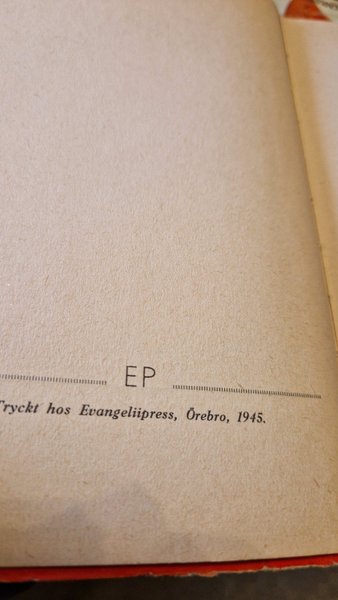 EP
Tryckt hos Evangeliipress, Örebro, 1945.